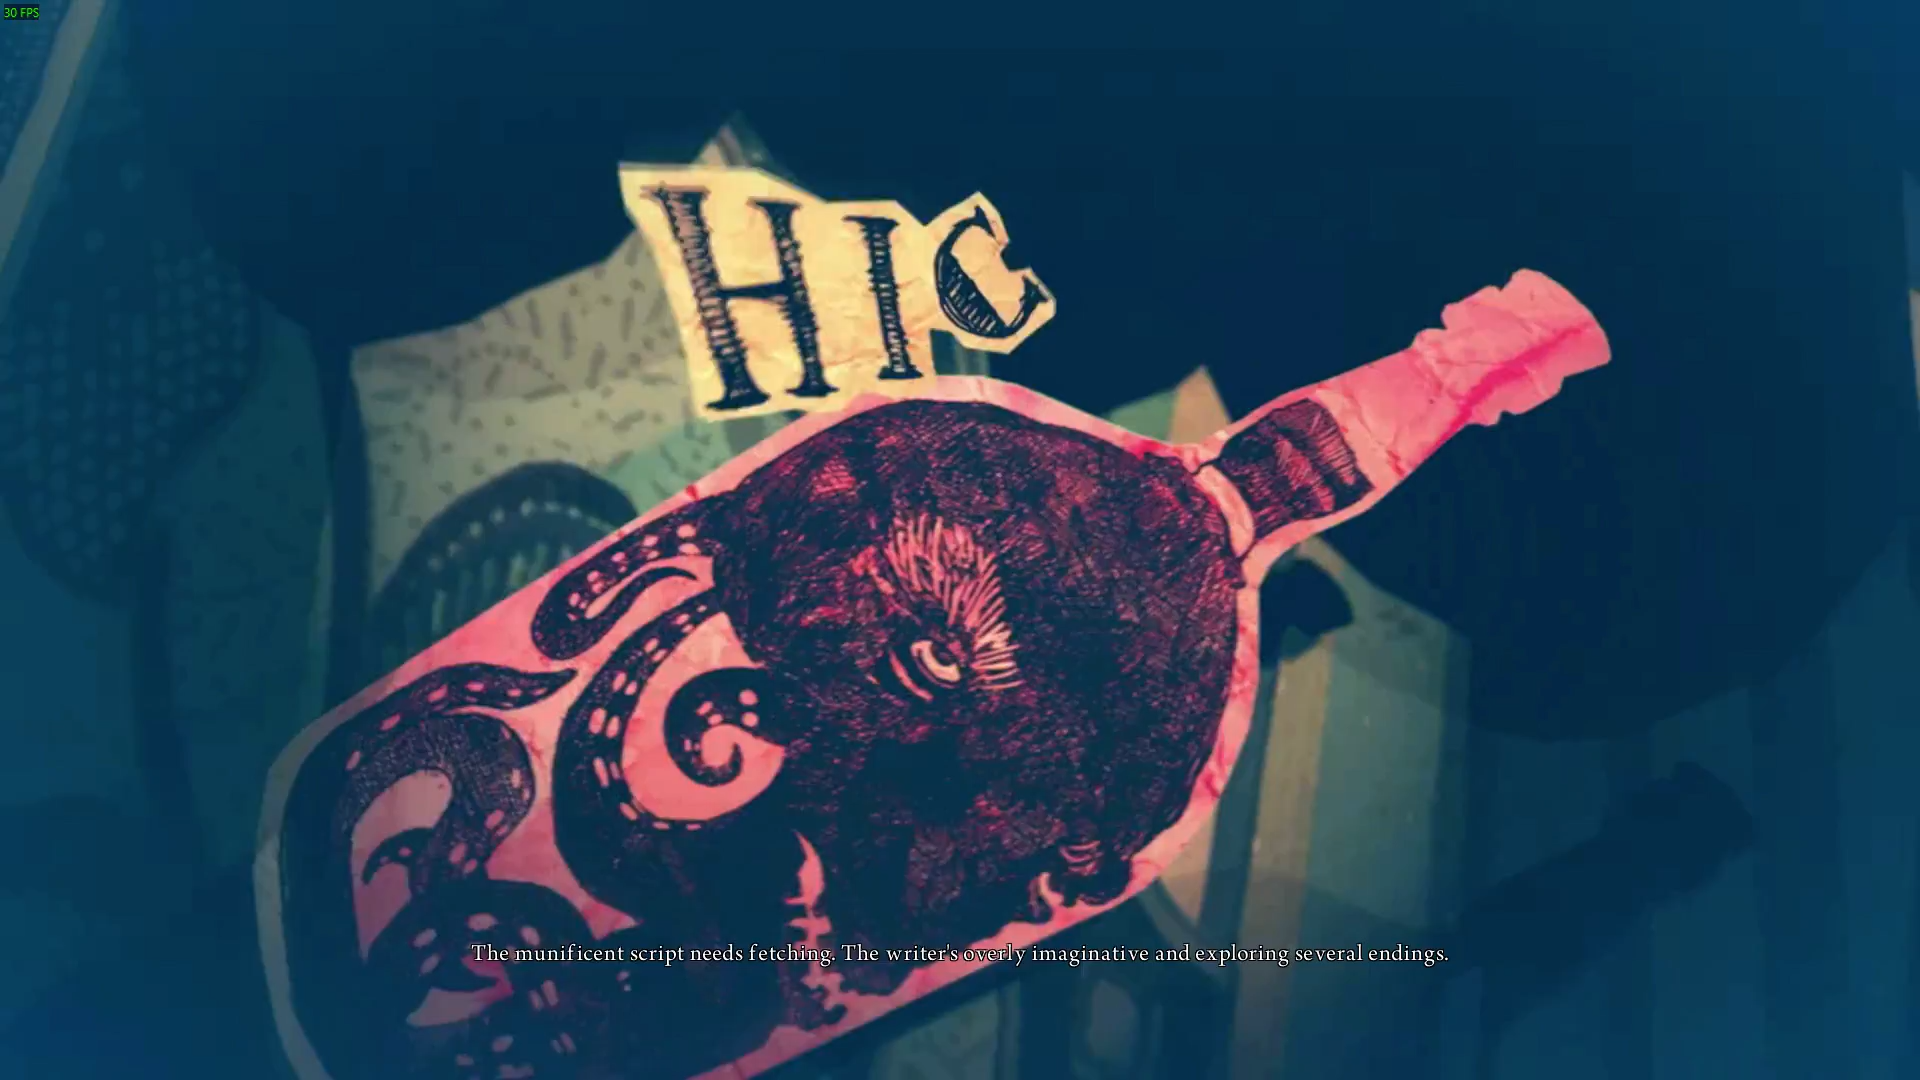 30 FPS
HIC
The munificent script needs fetching. The writer's overly imaginative and exploring several endings.